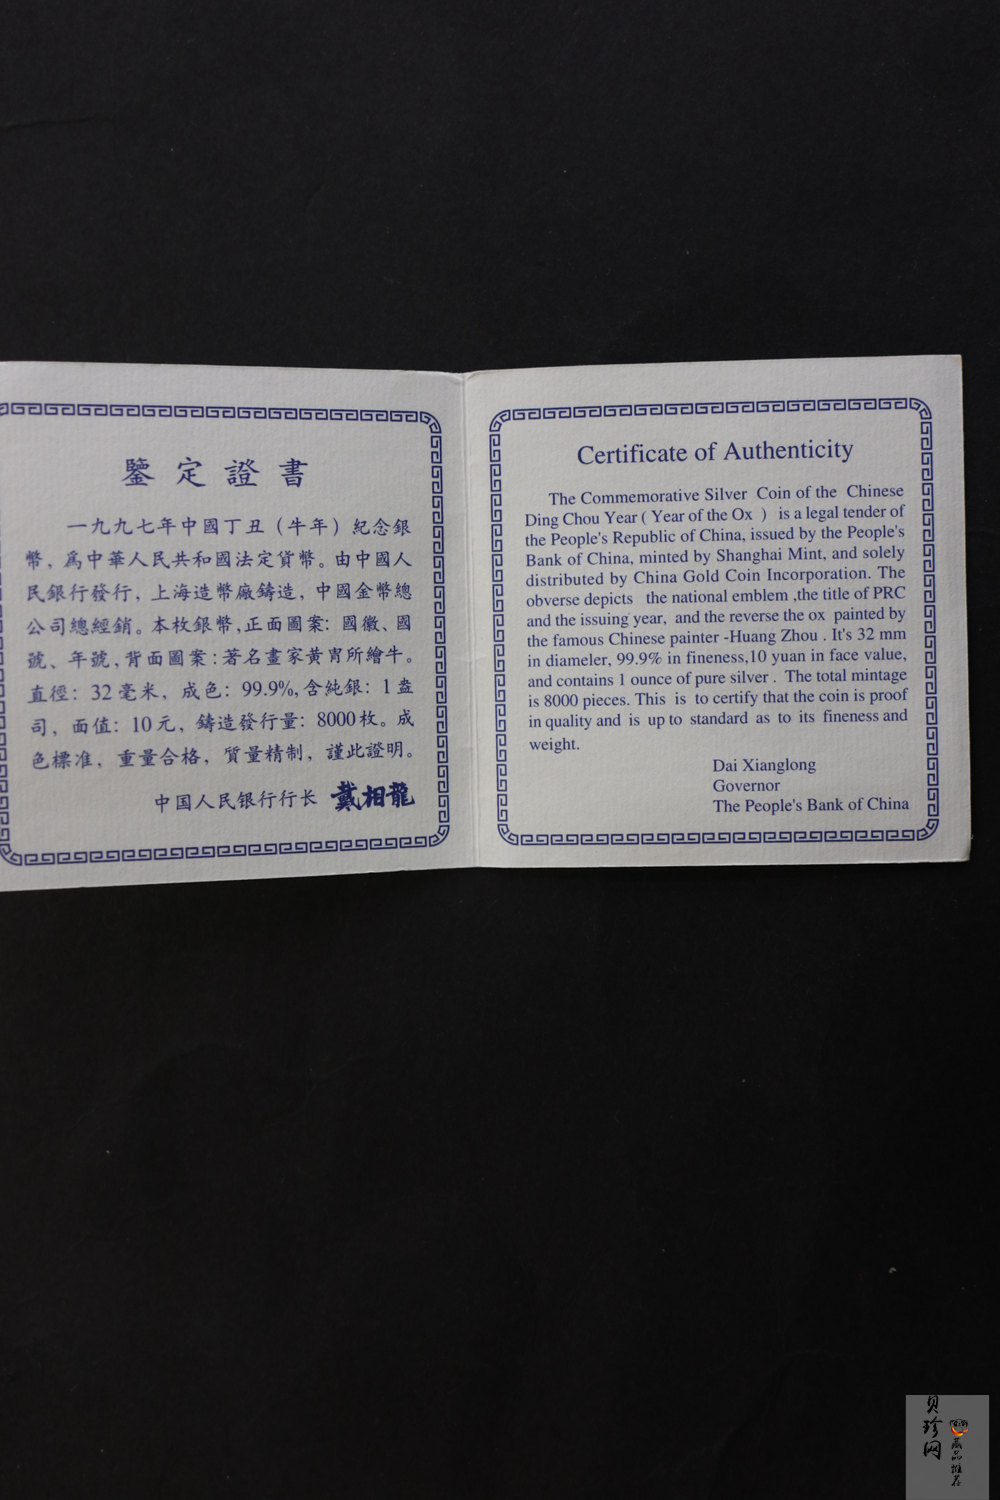 鑒定證書
一九九七年中國丁丑（牛年）紀念銀
幣，爲中華人民共和國法定貨幣。由中國人
民銀行發行，上海造幣廠鑄造，中國金幣總
公司總經銷。本枚銀幣，正面圖案：國徽、國
號、年號，背面圖案：著名畫家黃胄所繪牛。
直徑：32毫米，成色：99.9%,含純銀：1盎
司，面值：10元，鑄造發行量：8000枚。成
色標准，重量合格，質量精制，謹此證明。
中国人民银行行长 戴相龍
Certificate of Authenticity
The Commemorative Silver Coin of the Chinese
Ding Chou Year ( Year of the Ox ) is a legal tender of
the People's Republic of China, issued by the People's
Bank of China, minted by Shanghai Mint, and solely
distributed by China Gold Coin Incorporation. The
obverse depicts the national emblem ,the title of PRC
and the issuing year, and the reverse the ox painted by
the famous Chinese painter -Huang Zhou . It's 32 mm
in diameler, 99.9% in fineness,10 yuan in face value,
and contains 1 ounce of pure silver . The total mintage
is 8000 pieces. This is to certify that the coin is proof
in quality and is up to standard as to its fineness and
weight.
Dai Xianglong
Governor
The People's Bank of China
贝珍网
藏品推荐